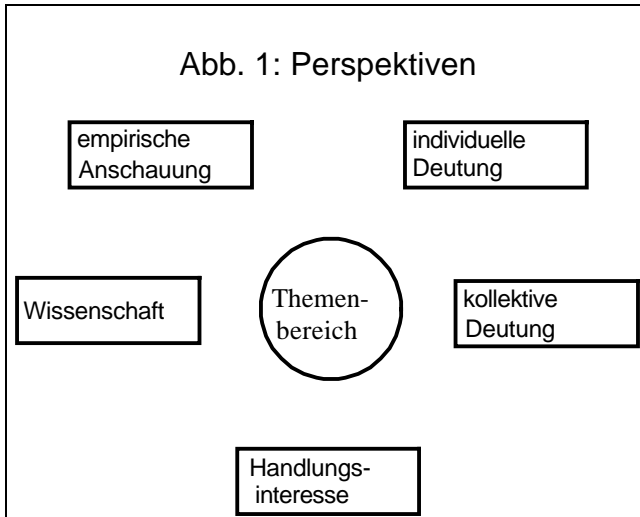 Abb. 1: Perspektiven
empirische
Anschauung
individuelle
Deutung
Wissenschaft
Themen-
bereich
kollektive
Deutung
Handlungs-
interesse